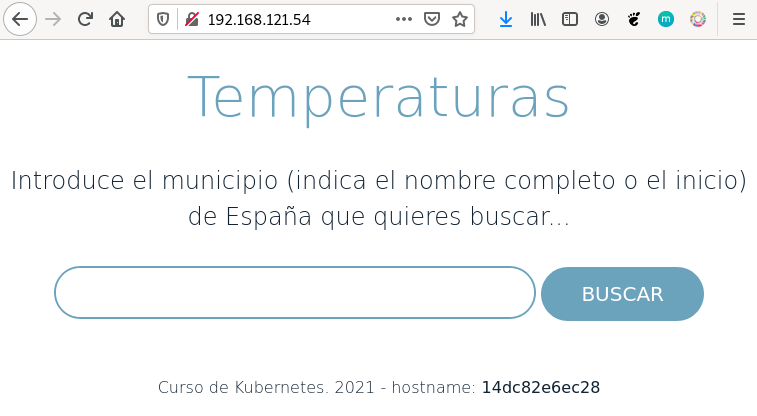 192.168.121.54
Temperaturas
Introduce el municipio (indica el nombre completo o el inicio)
de España que quieres buscar...
BUSCAR
Curso de Kubernetes. 2021 - hostname: 14dc82e6ec28